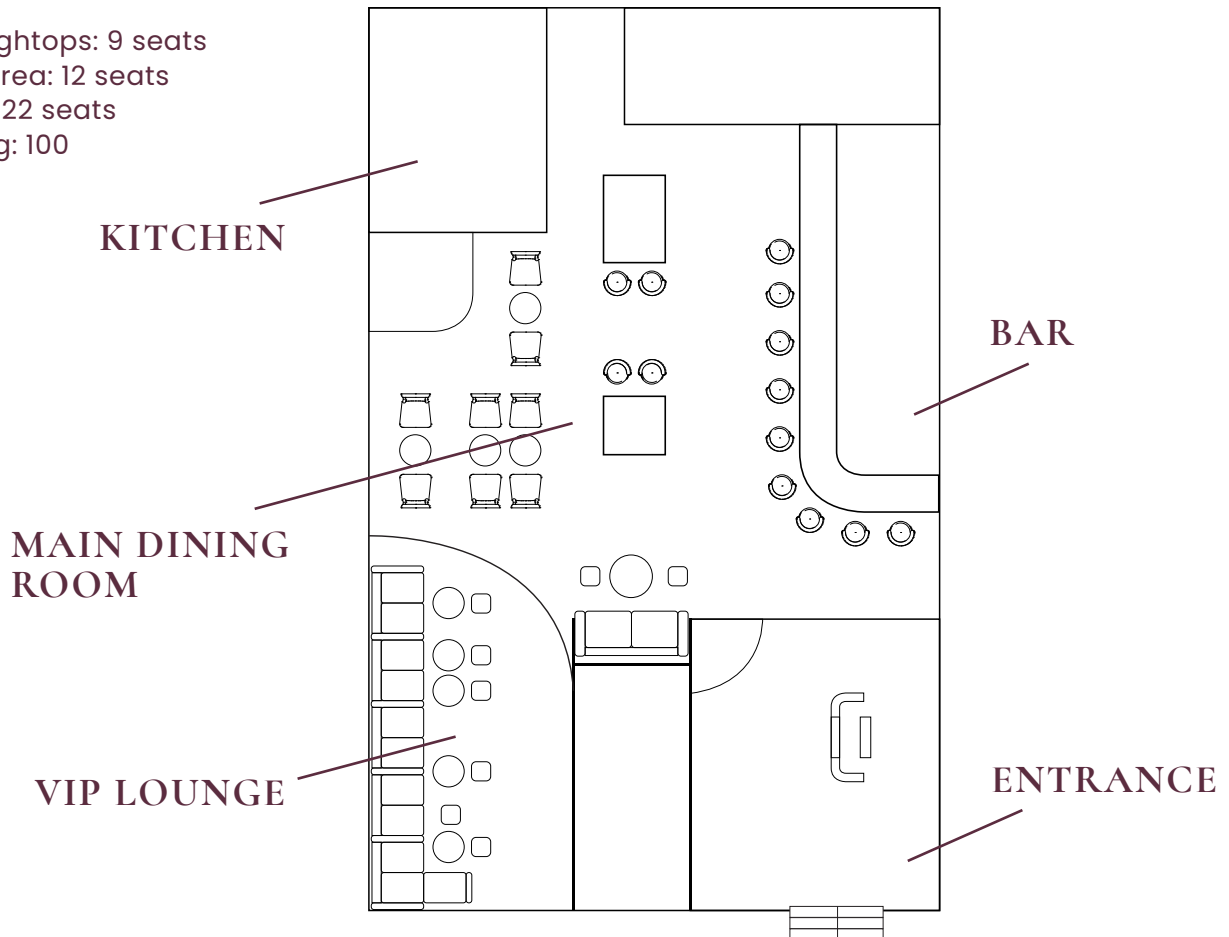 ghtops: 9 seats
rea: 12 seats
22 seats
g: 100
KITCHEN
BAR
MAIN DINING
ROOM
VIP LOUNGE
ENTRANCE